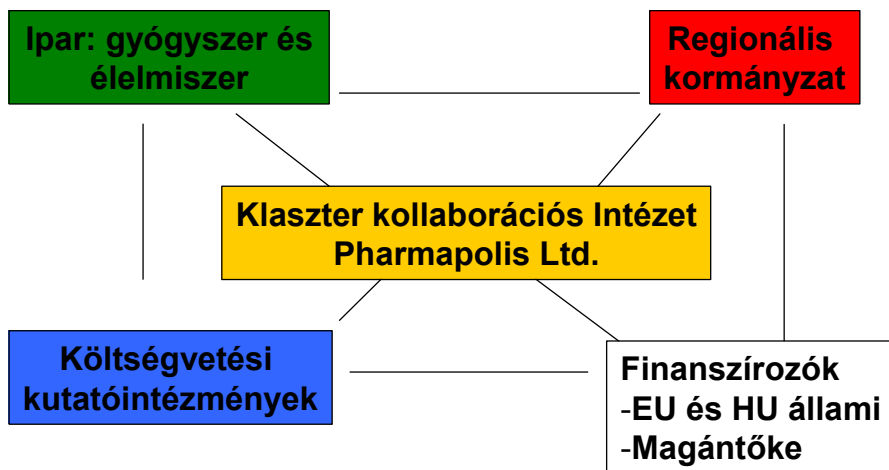 Ipar: gyógyszer és
élelmiszer
Regionális
kormányzat
Klaszter kollaborációs Intézet
Pharmapolis Ltd.
Költségvetési
kutatóintézmények
Finanszírozók
-EU és HU állami
-Magántőke